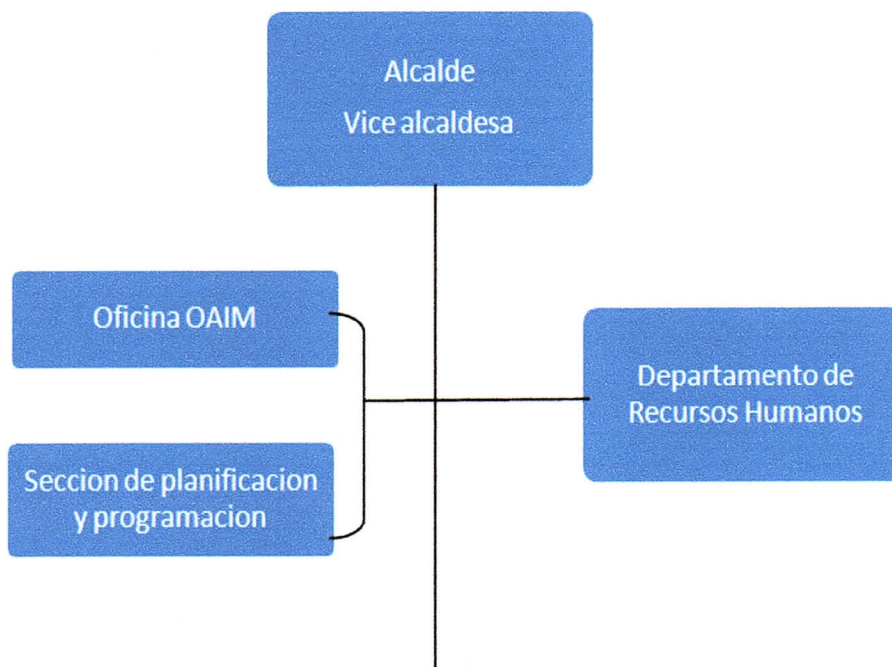 Alcalde
Vice alcaldesa
Oficina OAIM
Departamento de
Recursos Humanos
Seccion de planificacion
y programacion